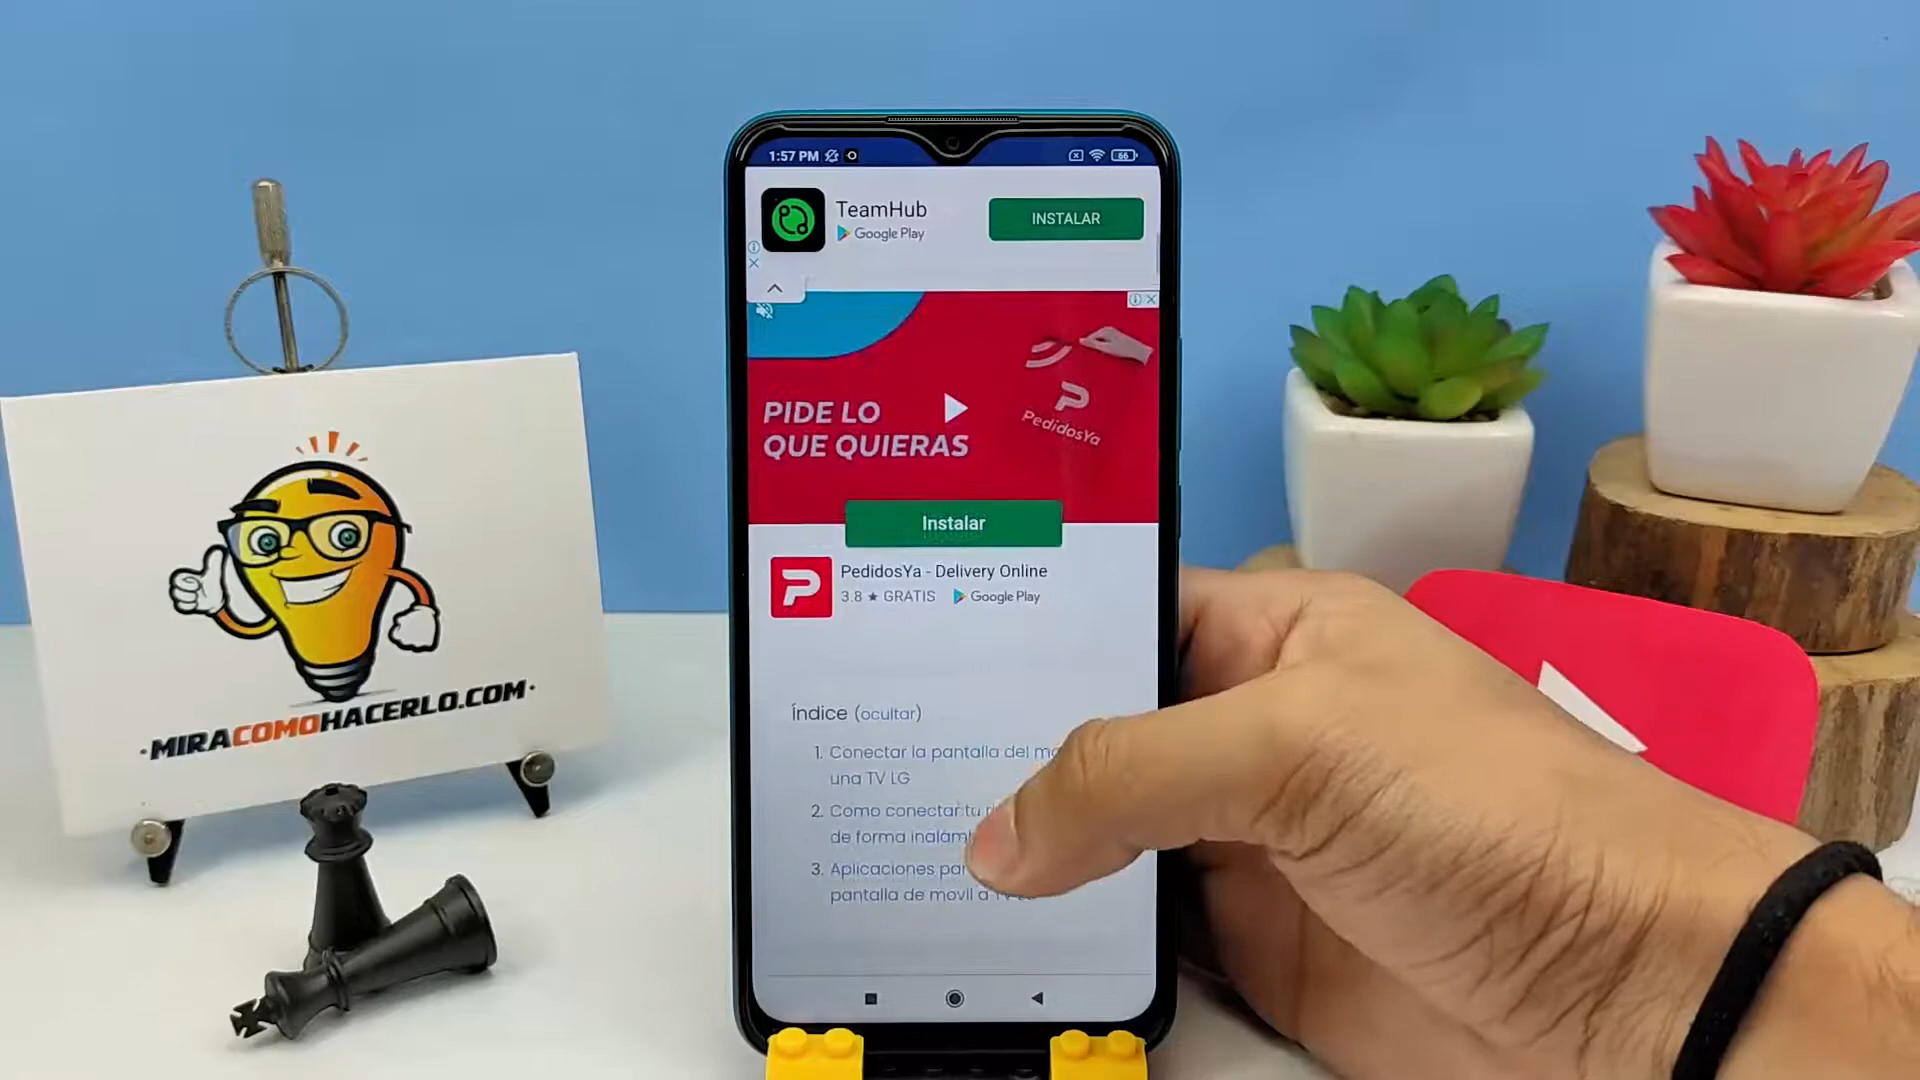 1:57 PM
66
TeamHub
Google Play
INSTALAR
PIDE LO
QUE QUIERAS
PedidosYa
Instalar
PedidosYa - Delivery Online
3.8 ★ GRATIS Google Play
Índice (ocultar)
1. Conectar la pantalla del
una TV LG
2. Como conectar tu
de forma
3. Aplicaciones
pantalla de movil a TV
·MIRACOMOHACERLO.COM·